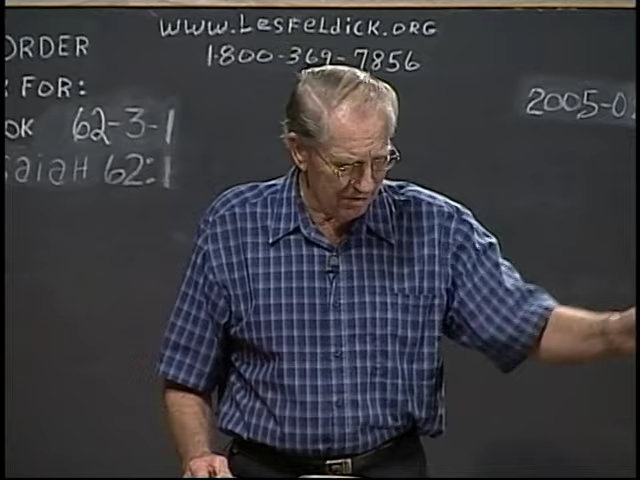 www.LesFeldick.org
1-800-369-7856
ORDER
K FOR:
OK 62-3-1
SaiaH 62:1
2005-0